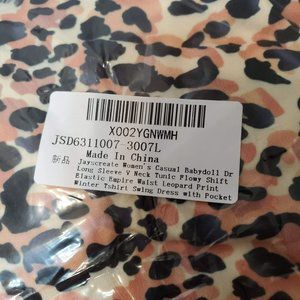 X002YGNWMH
JSD6311007-3007L
Made In China
新品 Jayscreate Women's Casual Babydoll Dr
Long Sleeve V Neck Tunic Flowy Shift
Elastic Empire Waist Leopard Print
Winter Tshirt Swing Dress with Pocket